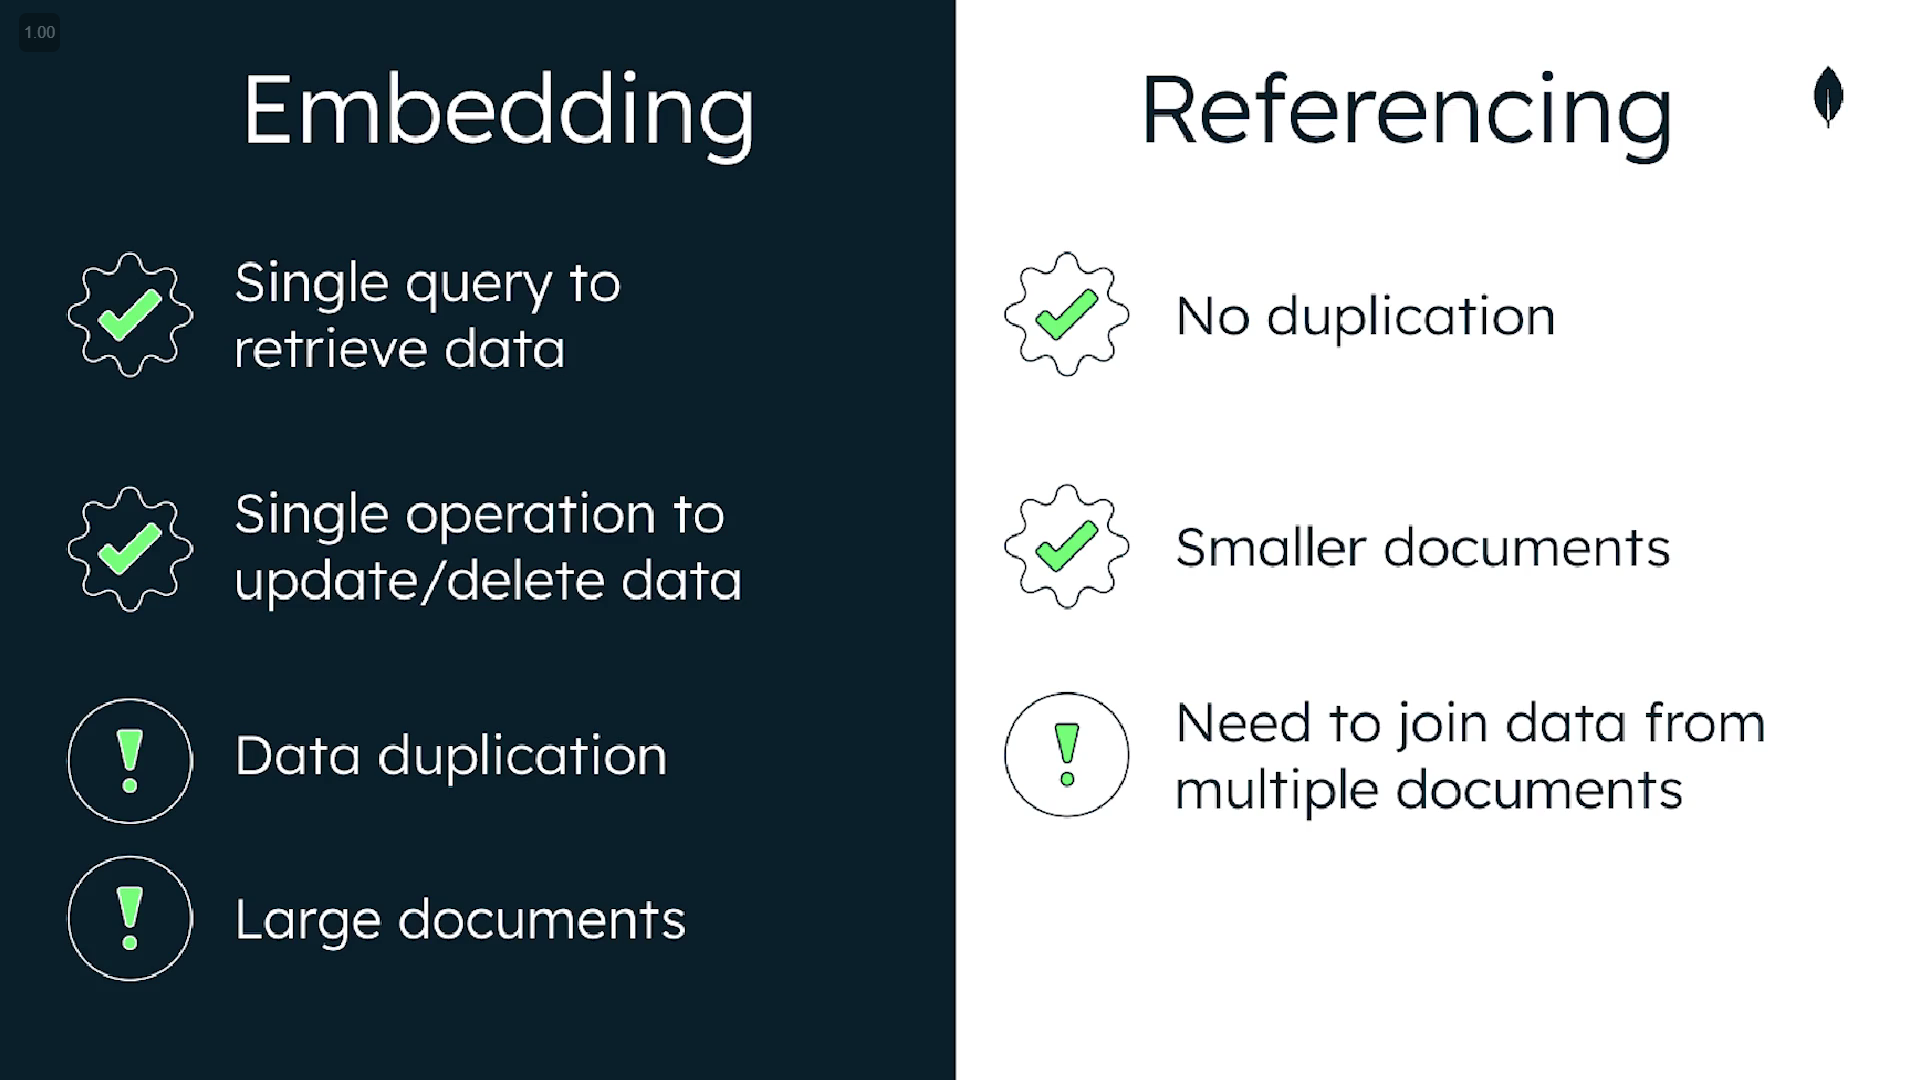 1.00
Embedding
Single query to
retrieve data
Single operation to
update/delete data
Data duplication
Large documents
Referencing
No duplication
Smaller documents
Need to join data from
multiple documents